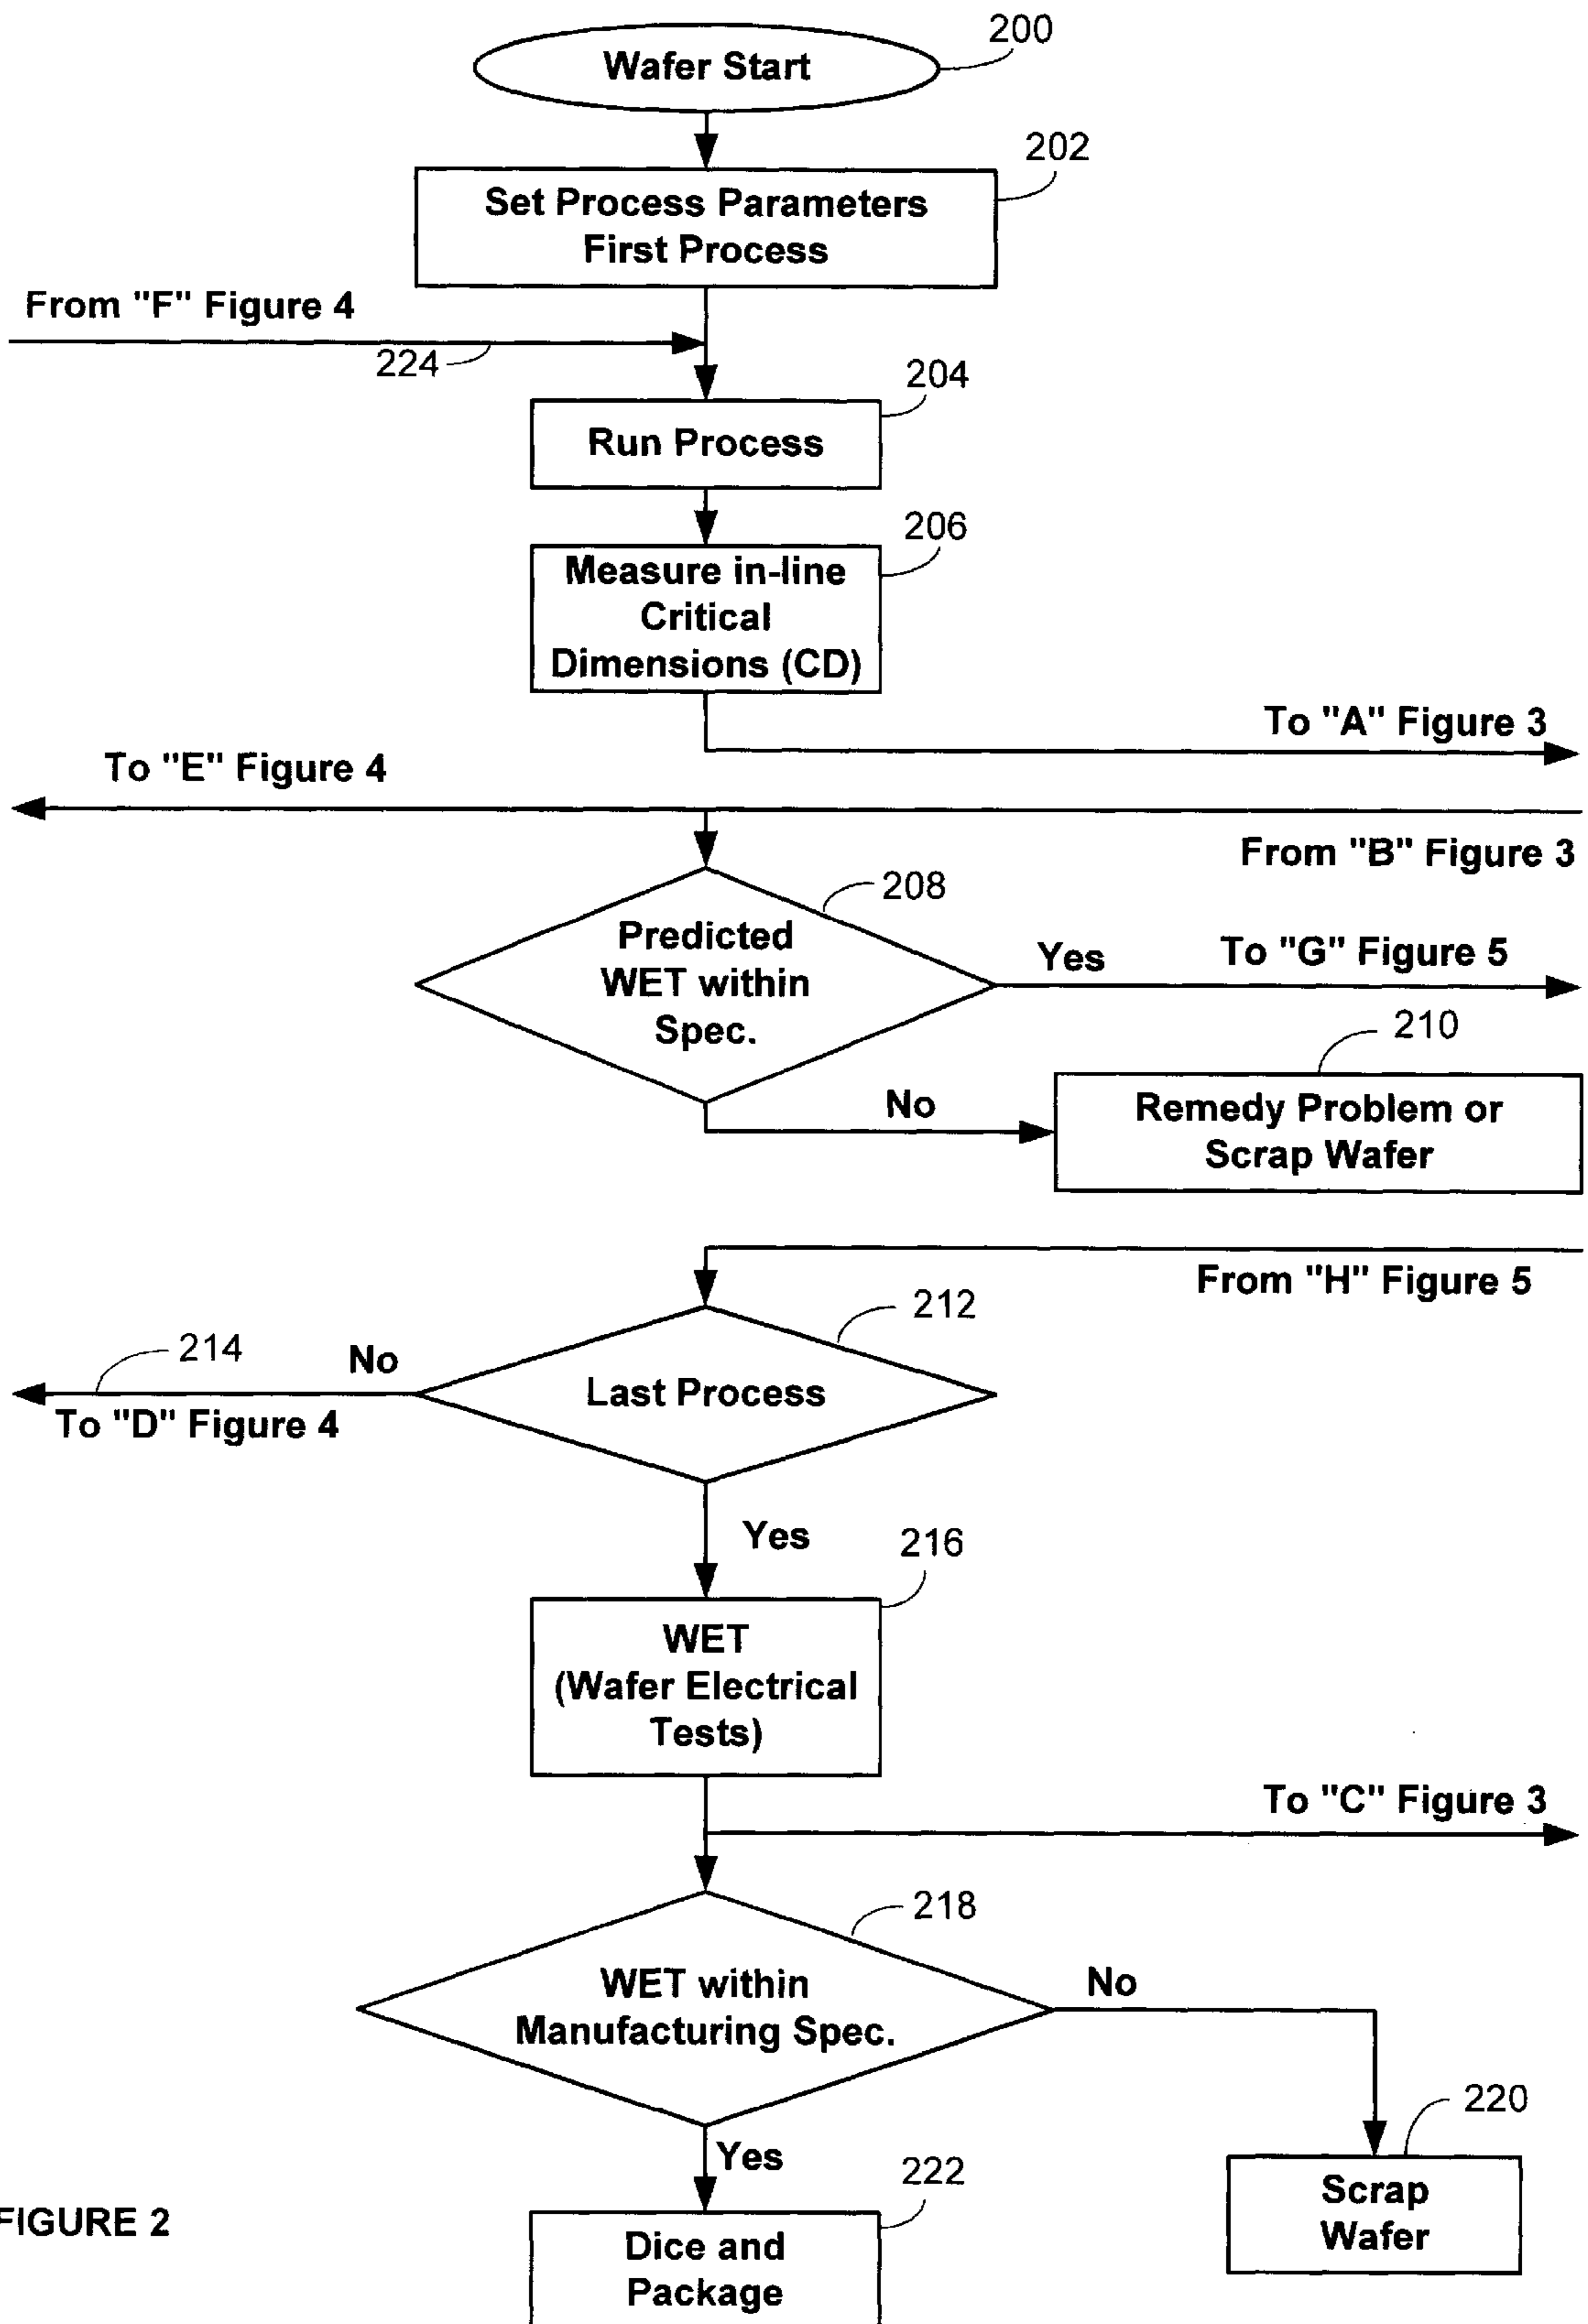 200
Wafer Start
202
Set Process Parameters
First Process
From "F" Figure 4
224
204
Run Process
206
Measure in-line
Critical
Dimensions (CD)
To "A" Figure 3
To "E" Figure 4
From "B" Figure 3
208
Predicted
WET within
Spec.
Yes
To "G" Figure 5
210
No
Remedy Problem or
Scrap Wafer
From "H" Figure 5
212
214
No
Last Process
To "D" Figure 4
Yes
216
WET
(Wafer Electrical
Tests)
To "C" Figure 3
218
WET within
Manufacturing Spec.
No
220
Yes
222
Scrap
Wafer
FIGURE 2
Dice and
Package